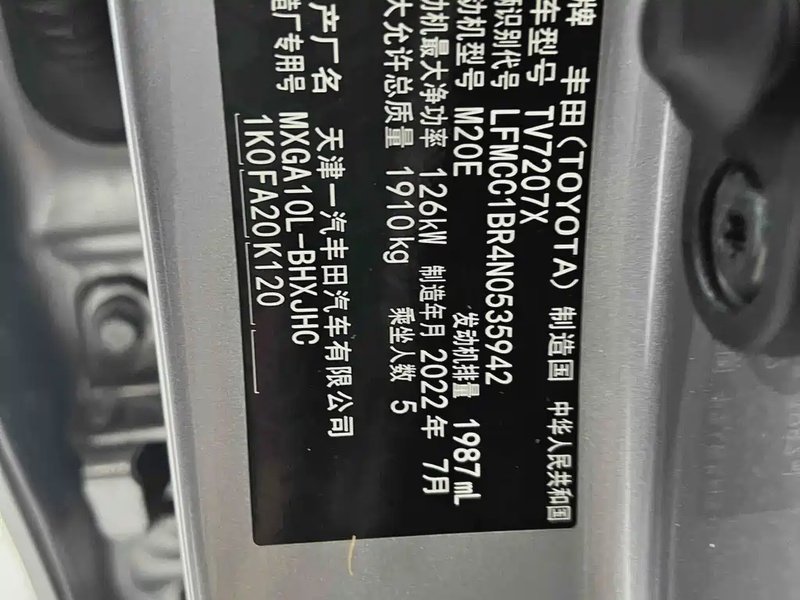 牌 丰田(TOYOTA) 制造国 中华人民共和国
车型号 TV7207X
识别代号 LFMCC1BR4N0535942
动机型号 M20E 发动机排量 1987mL
动机最大净功率 126kW 制造年月 2022年 7月
大允许总质量 1910kg 乘坐人数 5
产厂名 天津一汽丰田汽车有限公司
造厂专用号 MXGA10L-BHXJHC
1K0FA20K120